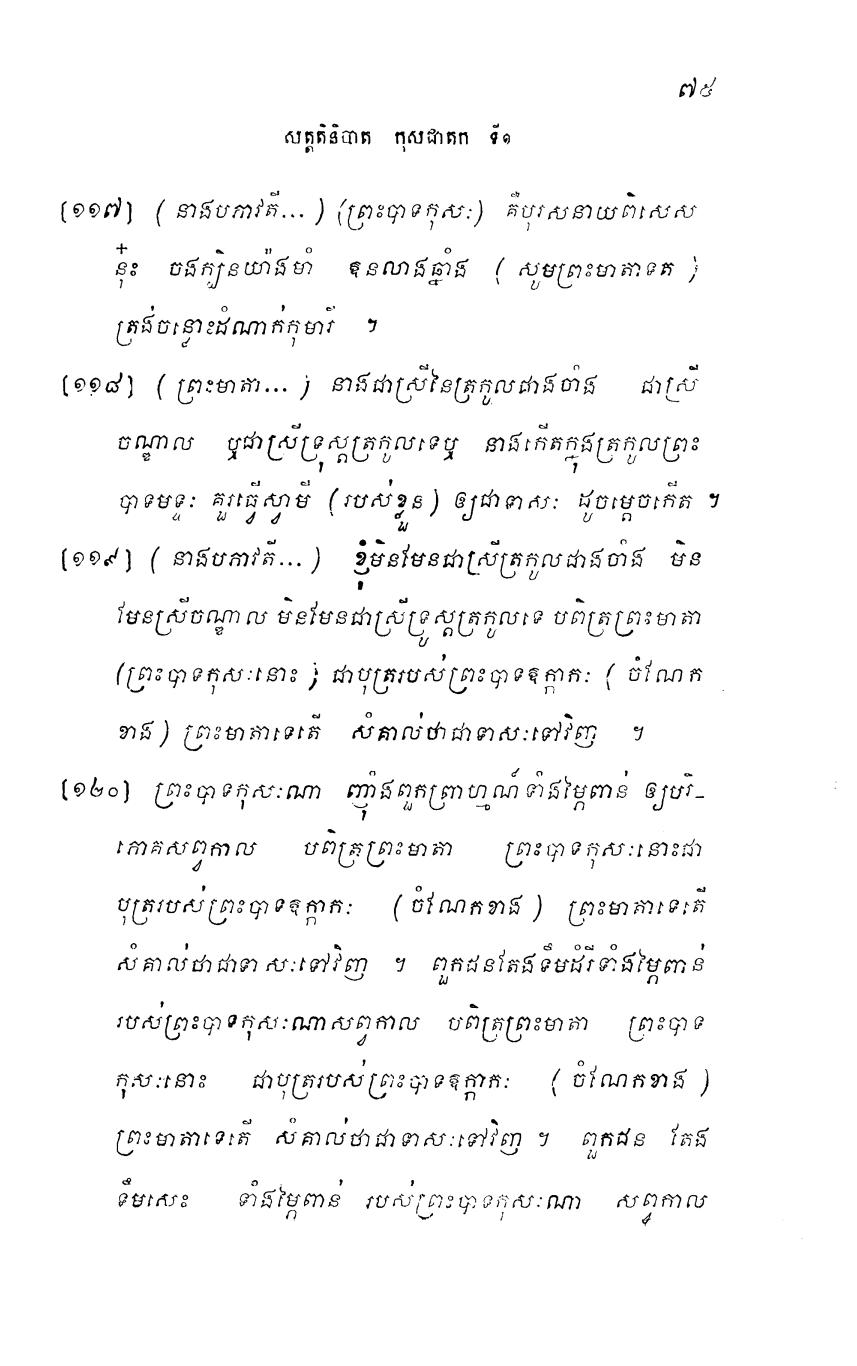 ៧៥
សត្តតិនិបាត កុសជាតក ទី១
[១១៧] ( នាងបភាវតី... ) (ព្រះបាទកុសៈ) គឺបុរសនាយពិសេស
នុ៎ះ ចងក្បិនយ៉ាងមាំ ឱនលាងឆ្នាំង ( សូមព្រះមាតាទត )
ត្រង់ចន្លោះដំណាក់កុមារី ។
[១១៨] ( ព្រះមាតា... ) នាងជាស្រីនៃត្រកូលជាងចាំង ជាស្រី
ចណ្ឌាល ឬជាស្រីទ្រុស្តត្រកូលទេឬ នាងកើតក្នុងត្រកូលព្រះ
បាទមទ្ទៈ គួរធ្វើស្វាមី (របស់ខ្លួន) ឲ្យជាទាសៈ ដូចម្តេចកើត ។
[១១៩] ( នាងបភាវតី... ) ខ្ញុំមិនមែនជាស្រីត្រកូលជាងចាំង មិន
មែនស្រីចណ្ឌាល មិនមែនជាស្រីទ្រុស្តត្រកូលទេ បពិត្រព្រះមាតា
(ព្រះបាទកុសៈនោះ ) ជាបុត្ររបស់ព្រះបាទឧក្កាកៈ ( ចំណែក
ខាង ) ព្រះមាតាទេតើ សំគាល់ថាជាទាសៈទៅវិញ ។
[១២០] ព្រះបាទកុសៈណា ញ៉ាំងពួកព្រាហ្មណ៍ទាំងម្ភៃពាន់ ឲ្យបរិ-
ភោគសព្វកាល បពិត្រព្រះមាតា ព្រះបាទកុសៈនោះជា
បុត្ររបស់ព្រះបាទឧក្កាកៈ ( ចំណែកខាង ) ព្រះមាតាទេតើ
សំគាល់ថាជាទាសៈទៅវិញ ។ ពួកជនតែងទឹមដំរីទាំងម្ភៃពាន់
របស់ព្រះបាទកុសៈណាសព្វកាល បពិត្រព្រះមាតា ព្រះបាទ
កុសៈនោះ ជាបុត្ររបស់ព្រះបាទឧក្កាកៈ ( ចំណែកខាង )
ព្រះមាតាទេតើ សំគាល់ថាជាទាសៈទៅវិញ ។ ពួកជន តែង
ទឹមសេះ ទាំងម្ភៃពាន់ របស់ព្រះបាទកុសៈណា សព្វកាល